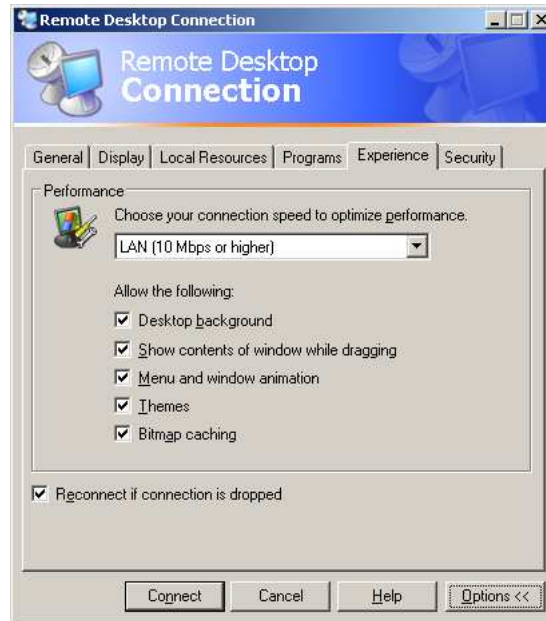 Remote Desktop Connection
Remote Desktop
Connection
General Display Local Resources Programs Experience Security
Performance
Choose your connection speed to optimize performance.
LAN (10 Mbps or higher)
Allow the following:
Desktop background
Show contents of window while dragging
Menu and window animation
Themes
Bitmap caching
Reconnect if connection is dropped
Connect Cancel Help Options <<